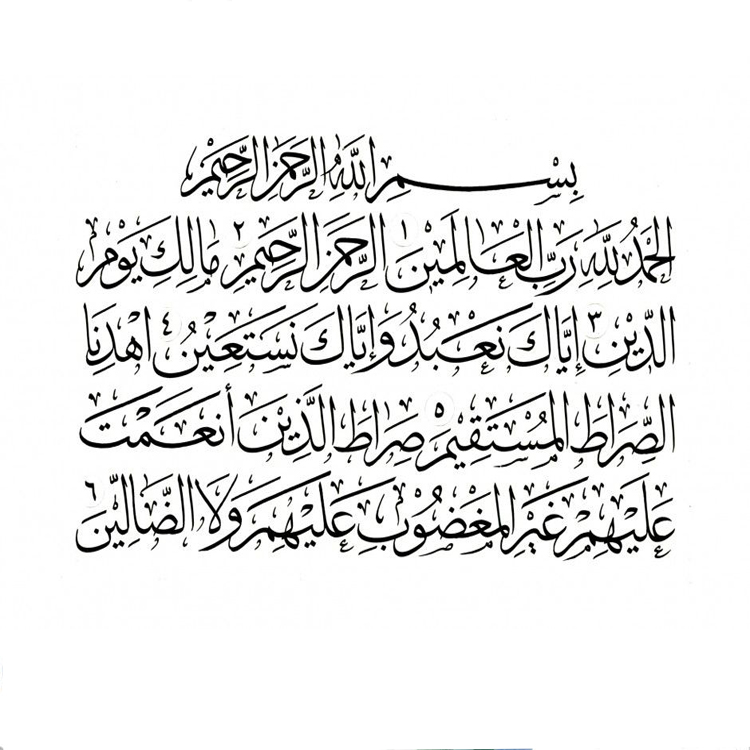 بِسْمِ اللَّهِ الرَّحْمَنِ الرَّحِيمِ
الْحَمْدُ لِلَّهِ رَبِّ الْعَالَمِينَ ١ الرَّحْمَنِ الرَّحِيمِ ٢ مَالِكِ يَوْمِ
الدِّينِ ٣ إِيَّاكَ نَعْبُدُ وَإِيَّاكَ نَسْتَعِينُ ٤ اهْدِنَا
الصِّرَاطَ الْمُسْتَقِيمَ ٥ صِرَاطَ الَّذِينَ أَنْعَمْتَ
عَلَيْهِمْ غَيْرِ الْمَغْضُوبِ عَلَيْهِمْ وَلَا الضَّالِّينَ ٦